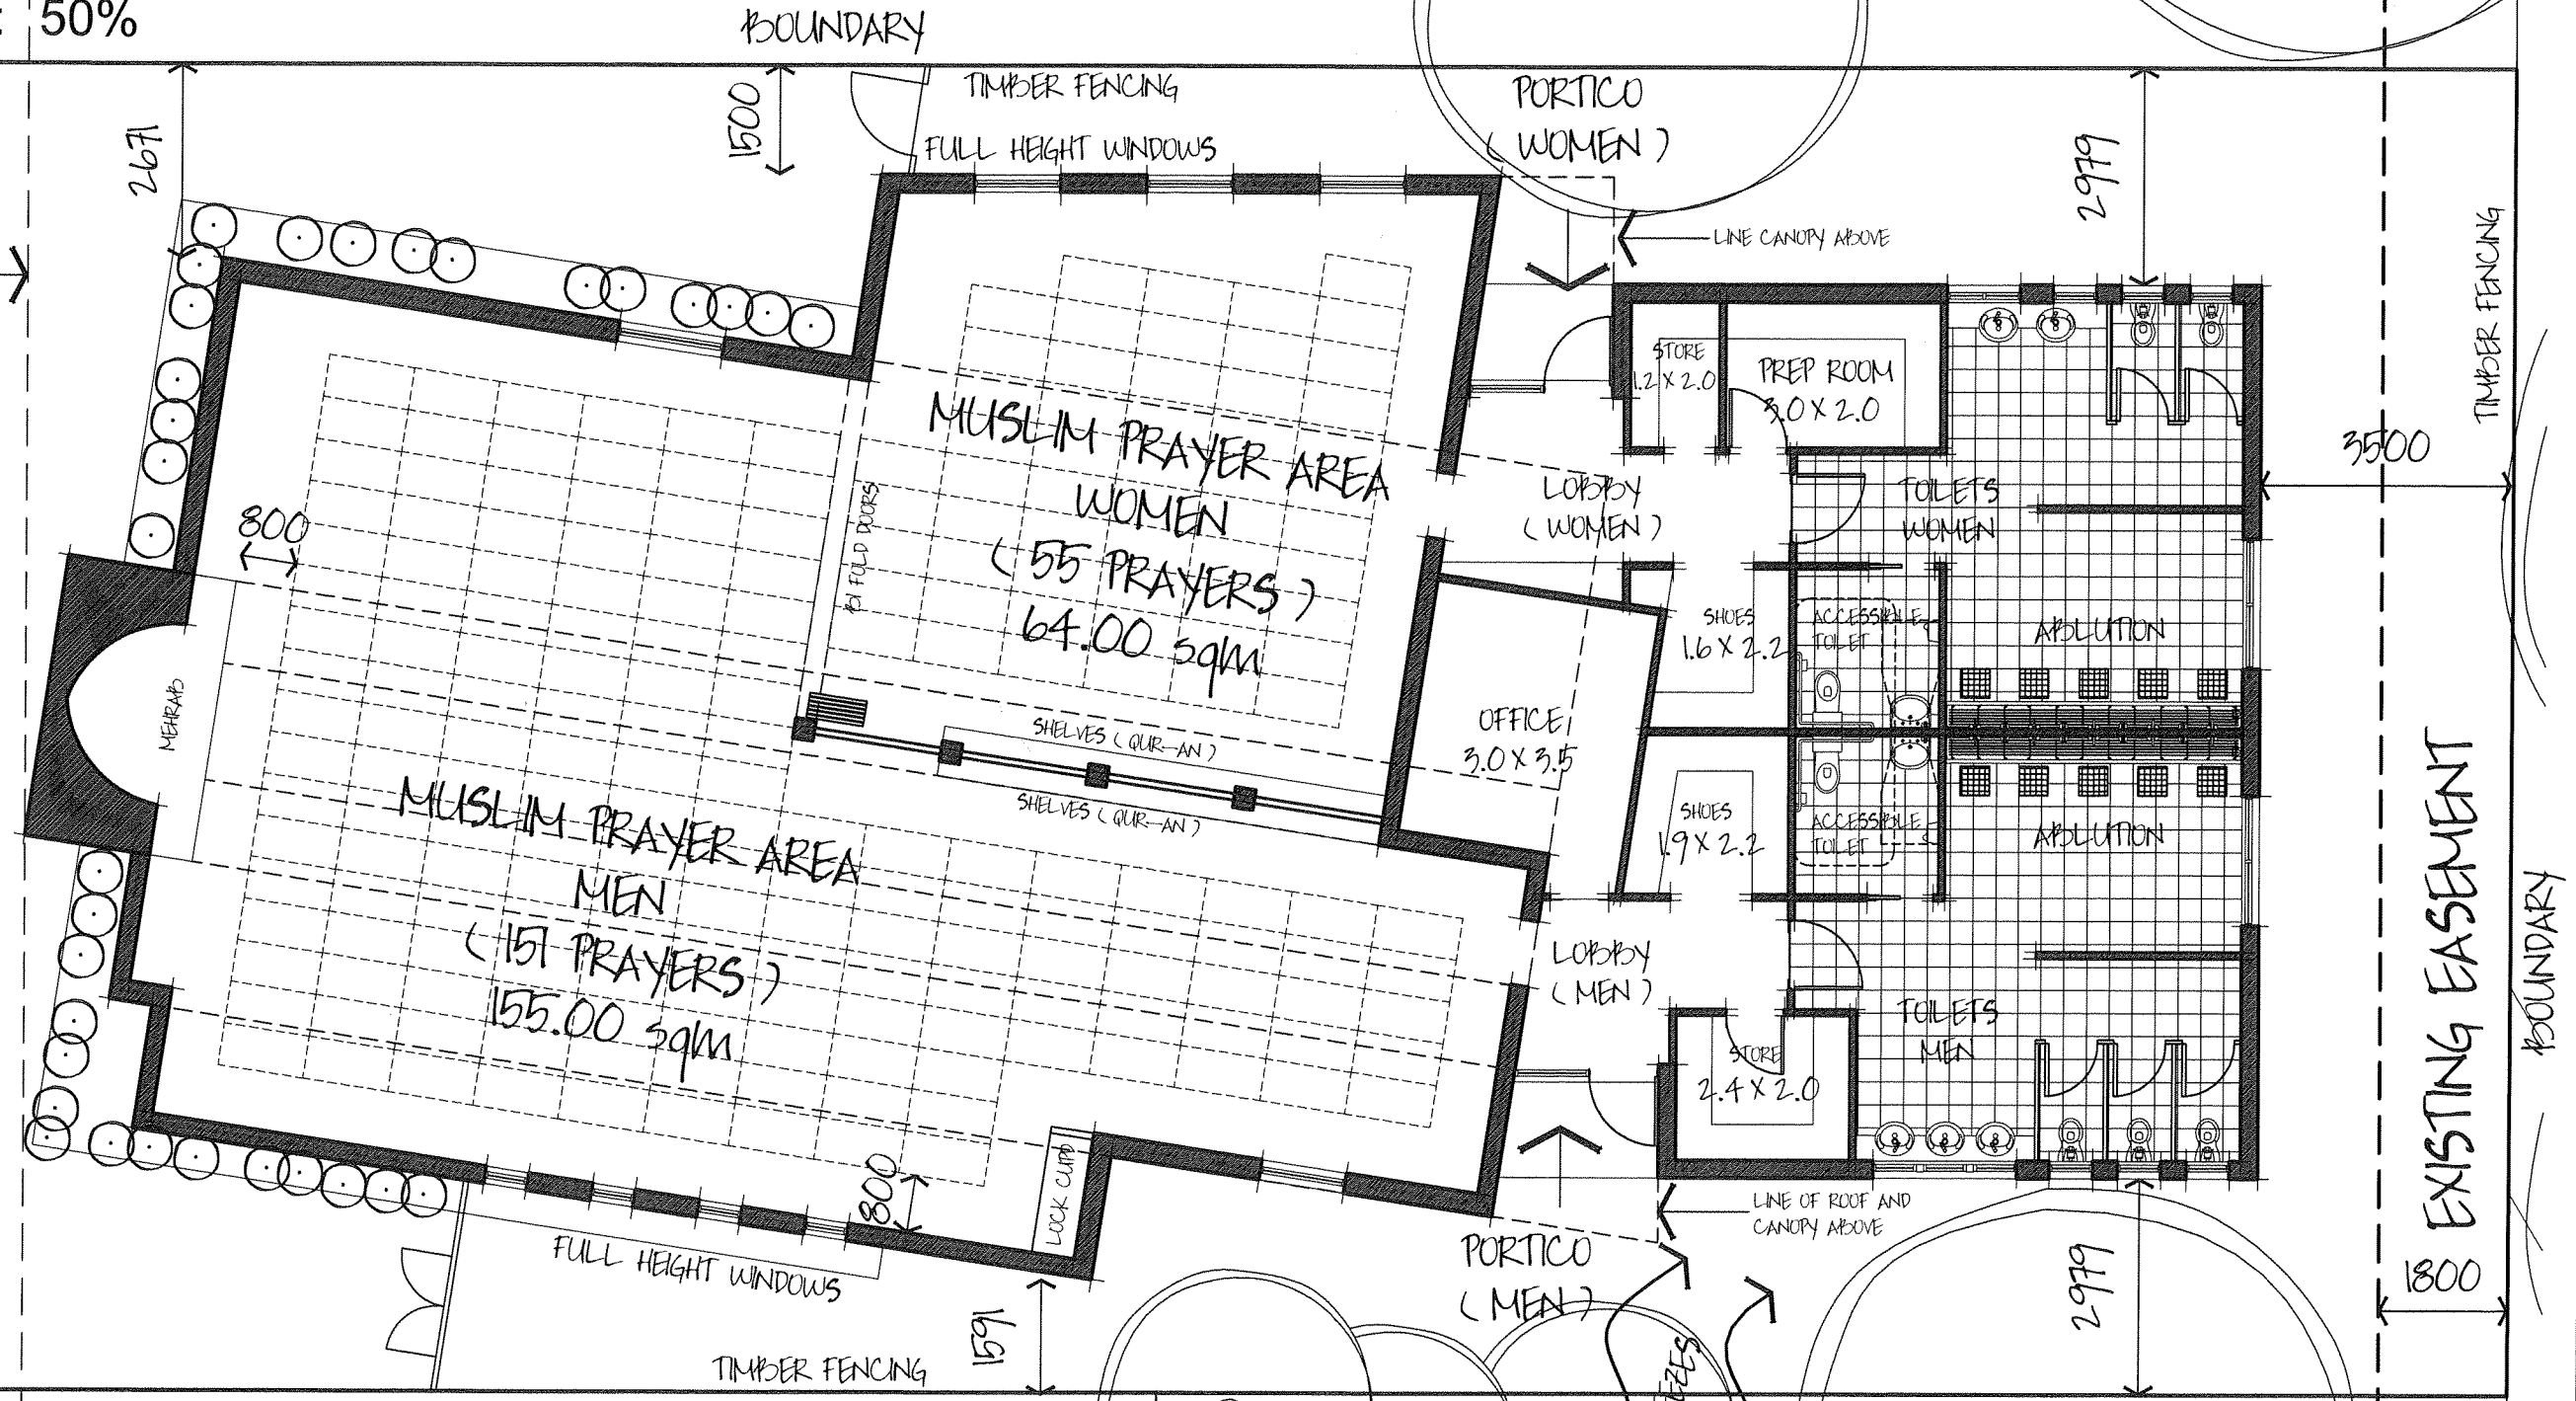 : 50%
BOUNDARY
TIMBER FENCING
1500
2671
FULL HEIGHT WINDOWS
PORTICO
( WOMEN )
LINE CANOPY ABOVE
2979
TIMBER FENCING
3500
STORE
1.2 X 2.0
PREP ROOM
3.0 X 2.0
MUSLIM PRAYER AREA
WOMEN
( 55 PRAYERS )
64.00 sqm
BI FOLD DOORS
LOBBY
( WOMEN )
TOILETS
WOMEN
800
SHOES
1.6 X 2.2
ACCESSIBLE
TOILET
ABLUTION
MEHRAB
OFFICE
3.0 X 3.5
SHELVES ( QUR-AN )
SHELVES ( QUR-AN )
MUSLIM PRAYER AREA
MEN
( 151 PRAYERS )
155.00 sqm
SHOES
1.9 X 2.2
ACCESSIBLE
TOILET
ABLUTION
LOBBY
( MEN )
TOILETS
MEN
STORE
2.4 X 2.0
EXISTING EASEMENT
BOUNDARY
800
LOCK CUPD
FULL HEIGHT WINDOWS
LINE OF ROOF AND
CANOPY ABOVE
PORTICO
( MEN )
2979
1800
1591
TIMBER FENCING